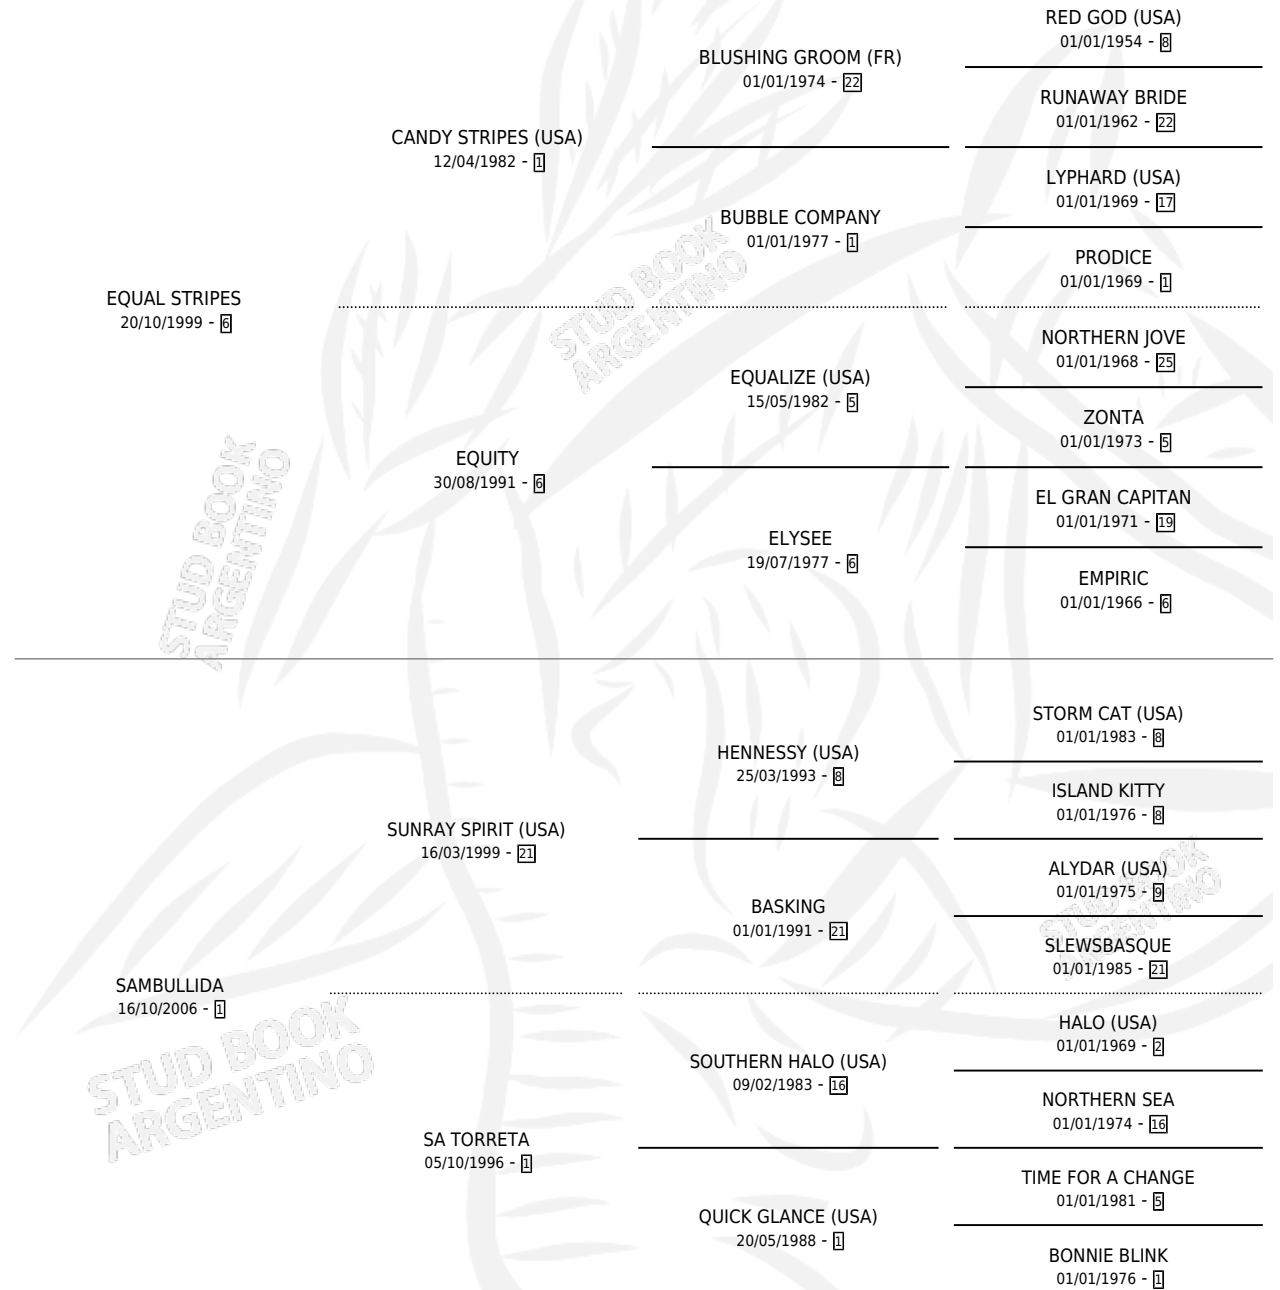 RED GOD (USA)
01/01/1954 - 8
BLUSHING GROOM (FR)
01/01/1974 - 22
RUNAWAY BRIDE
01/01/1962 - 22
CANDY STRIPES (USA)
12/04/1982 - 1
LYPHARD (USA)
01/01/1969 - 17
BUBBLE COMPANY
01/01/1977 - 1
PRODICE
01/01/1969 - 1
EQUAL STRIPES
20/10/1999 - 6
STUD BOOK
ARGENTINO
NORTHERN JOVE
01/01/1968 - 25
EQUALIZE (USA)
15/05/1982 - 5
ZONTA
01/01/1973 - 5
EQUITY
30/08/1991 - 6
STUD BOOK
ARGENTINO
EL GRAN CAPITAN
01/01/1971 - 19
ELYSEE
19/07/1977 - 6
EMPIRIC
01/01/1966 - 6
STORM CAT (USA)
01/01/1983 - 8
HENNESSY (USA)
25/03/1993 - 8
ISLAND KITTY
01/01/1976 - 8
SUNRAY SPIRIT (USA)
16/03/1999 - 21
ALYDAR (USA)
01/01/1975 - 9
STUD BOOK
ARGENTINO
BASKING
01/01/1991 - 21
SLEWSBASQUE
01/01/1985 - 21
SAMBULLIDA
16/10/2006 - 1
STUD BOOK
ARGENTINO
HALO (USA)
01/01/1969 - 2
SOUTHERN HALO (USA)
09/02/1983 - 16
NORTHERN SEA
01/01/1974 - 16
SA TORRETA
05/10/1996 - 1
TIME FOR A CHANGE
01/01/1981 - 5
QUICK GLANCE (USA)
20/05/1988 - 1
BONNIE BLINK
01/01/1976 - 1